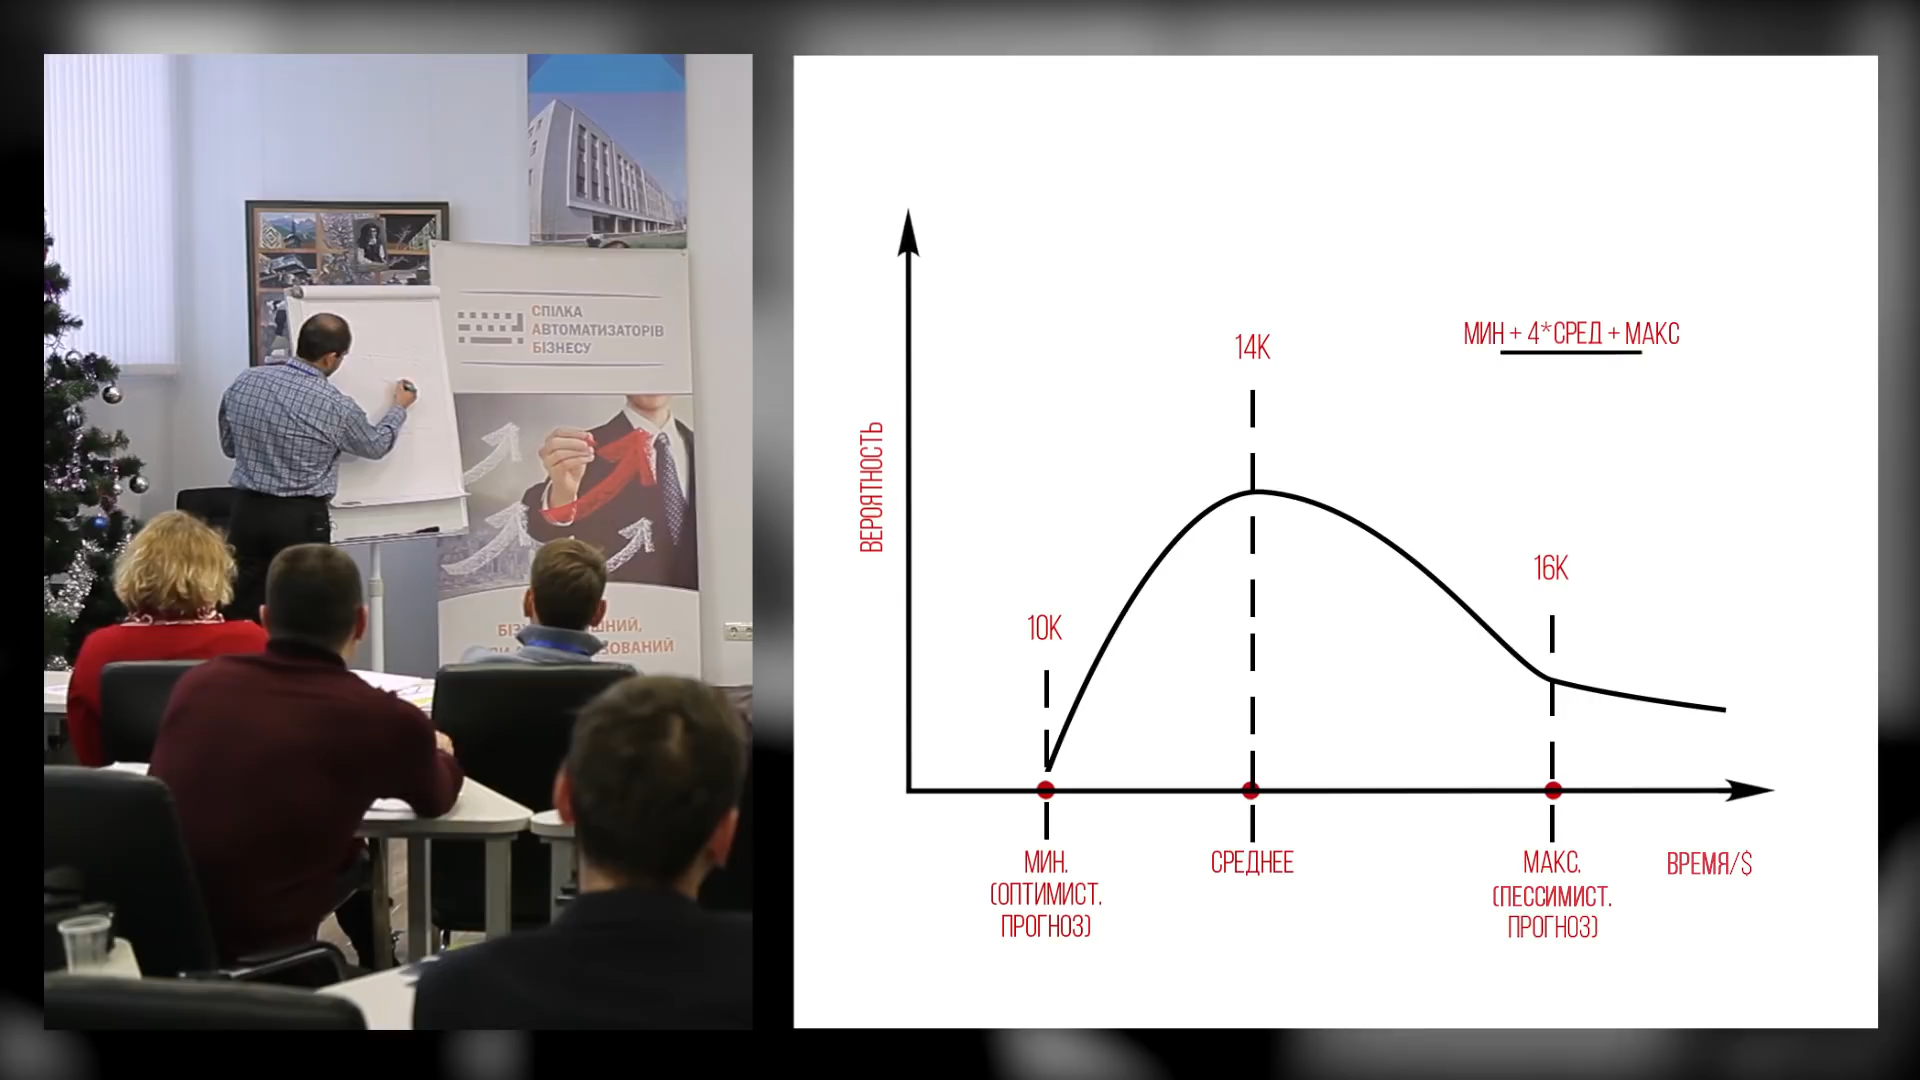 СПІЛКА
АВТОМАТИЗАТОРІВ
БІЗНЕСУ
14К
МИН + 4*СРЕД + МАКС
ВЕРОЯТНОСТЬ
16К
10К
МИН.
(ОПТИМИСТ.
ПРОГНОЗ)
СРЕДНЕЕ
МАКС.
(ПЕССИМИСТ.
ПРОГНОЗ)
ВРЕМЯ/$